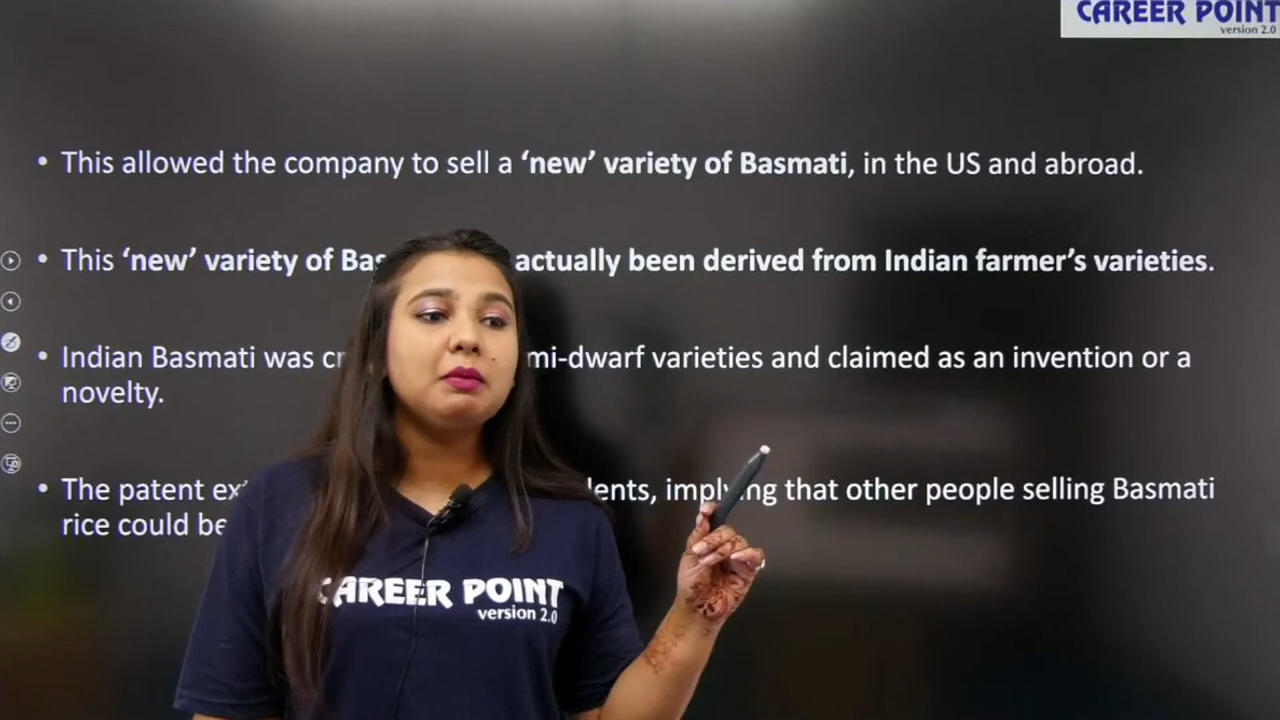 CAREER POINT
version 2.0
• This allowed the company to sell a ‘new’ variety of Basmati, in the US and abroad.
• This ‘new’ variety of Bas actually been derived from Indian farmer’s varieties.
• Indian Basmati was cr mi-dwarf varieties and claimed as an invention or a
novelty.
• The patent ex lents, implying that other people selling Basmati
rice could be
CAREER POINT
version 2.0